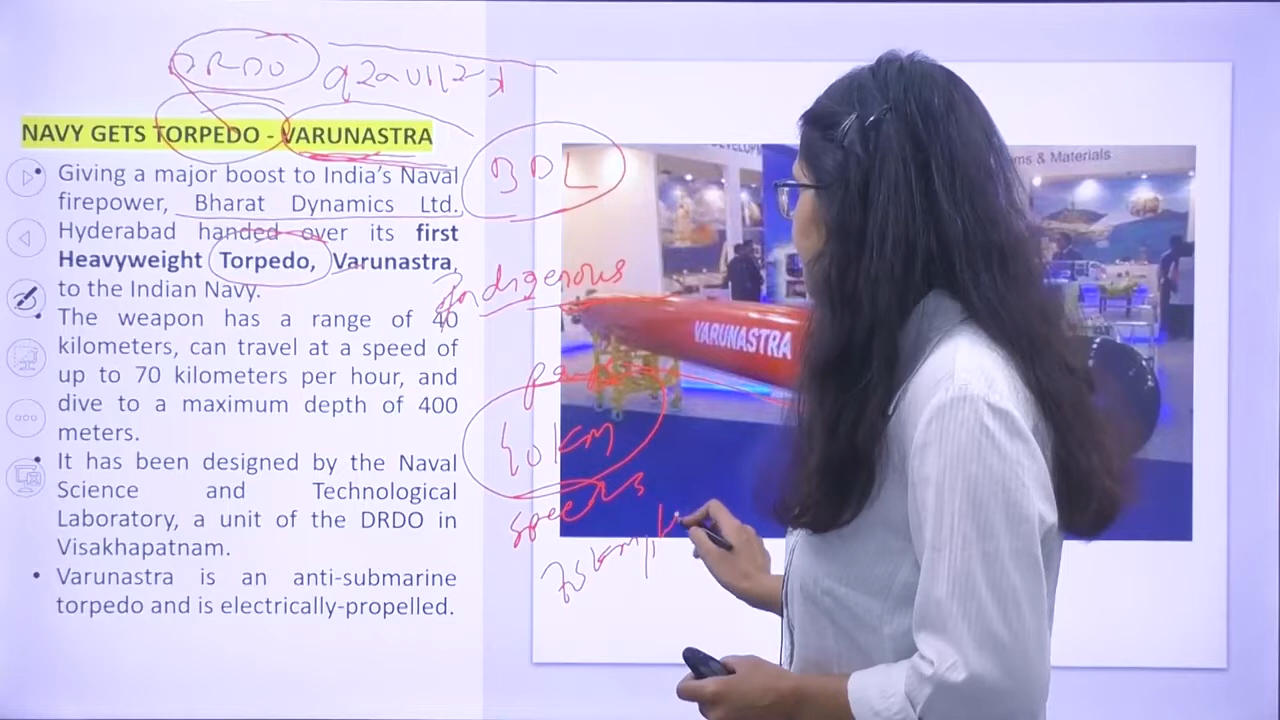 DRDO
NAVY GETS TORPEDO - VARUNASTRA
• Giving a major boost to India's Naval
firepower, Bharat Dynamics Ltd.
Hyderabad handed over its first
Heavyweight Torpedo, Varunastra,
to the Indian Navy.
• The weapon has a range of 40
kilometers, can travel at a speed of
up to 70 kilometers per hour, and
dive to a maximum depth of 400
meters.
• It has been designed by the Naval
Science and Technological
Laboratory, a unit of the DRDO in
Visakhapatnam.
• Varunastra is an anti-submarine
torpedo and is electrically-propelled.
BDL
Indigenous
40km
speed
ms & Materials
VARUNASTRA